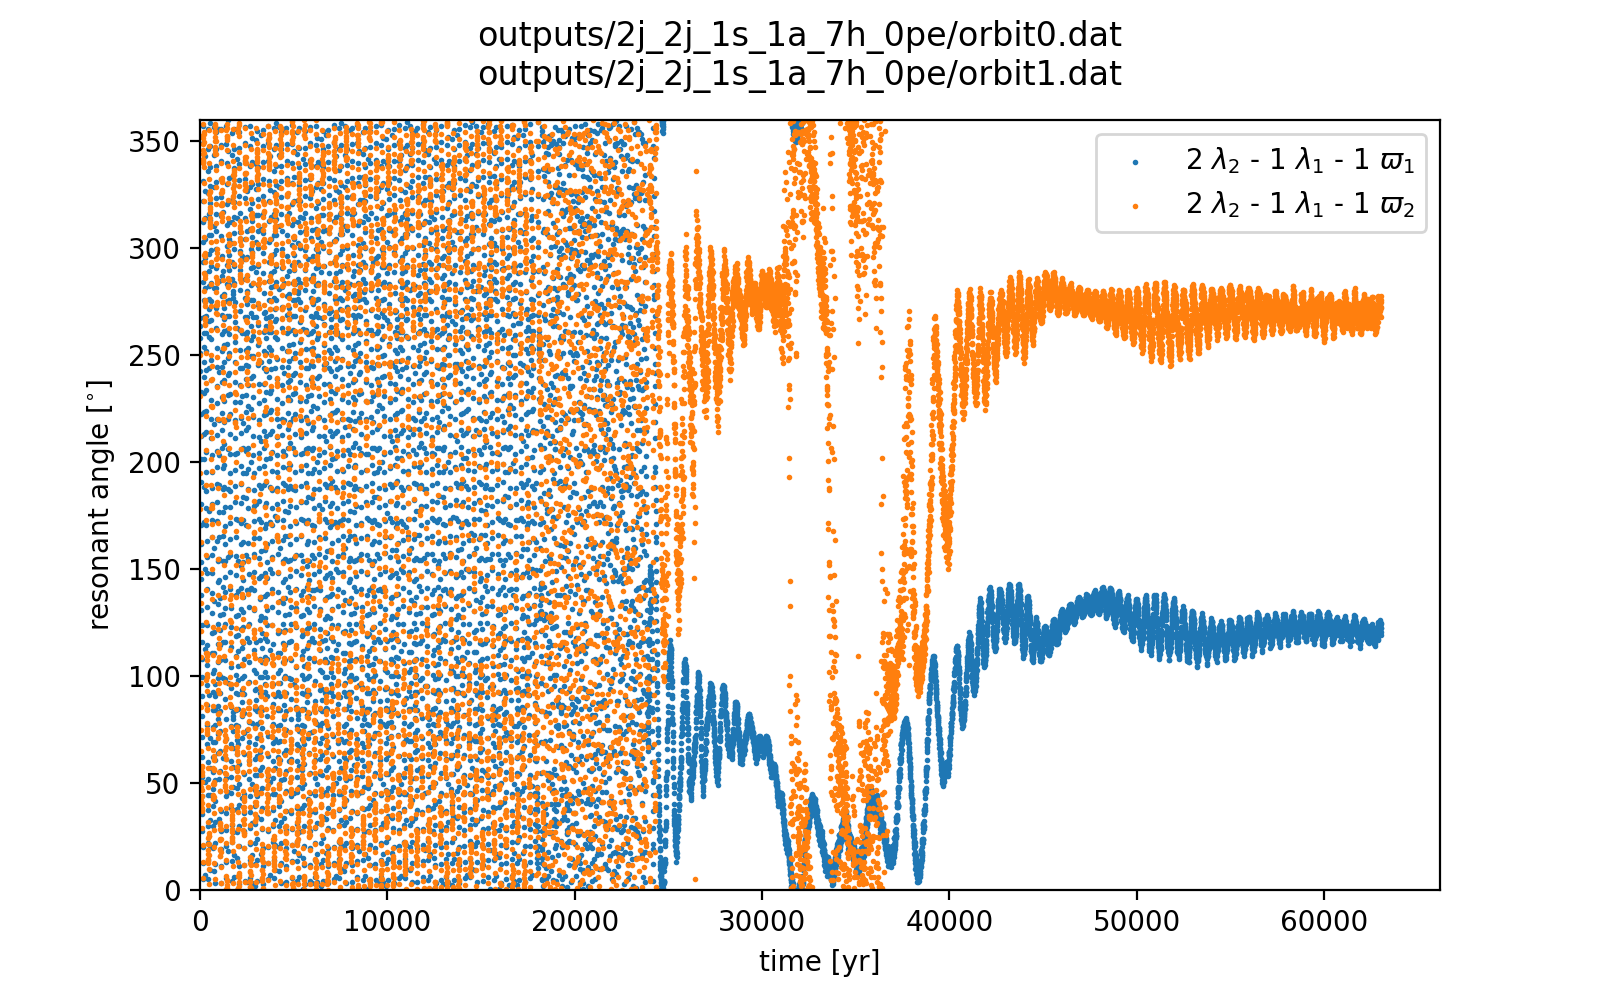 outputs/2j_2j_1s_1a_7h_0pe/orbit0.dat
outputs/2j_2j_1s_1a_7h_0pe/orbit1.dat
350
300
250
200
150
100
50
0
resonant angle [°]
2 λ₂ - 1 λ₁ - 1 ϖ₁
2 λ₂ - 1 λ₁ - 1 ϖ₂
0 10000 20000 30000 40000 50000 60000
time [yr]